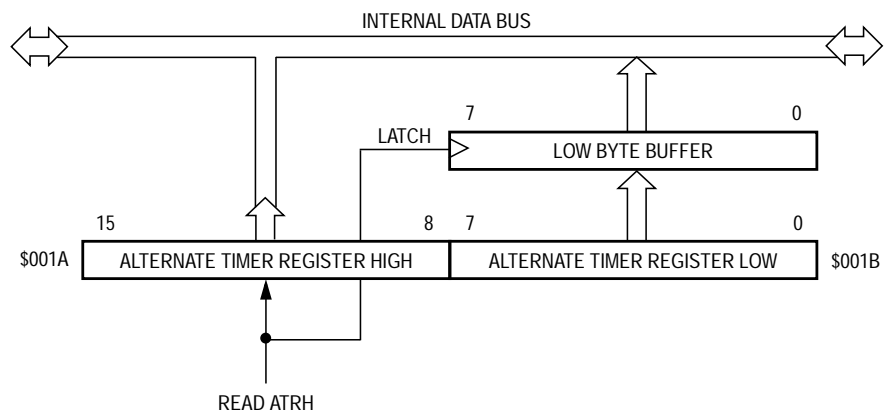 INTERNAL DATA BUS
7 0
LATCH
LOW BYTE BUFFER
15 8 7 0
$001A ALTERNATE TIMER REGISTER HIGH ALTERNATE TIMER REGISTER LOW $001B
READ ATRH